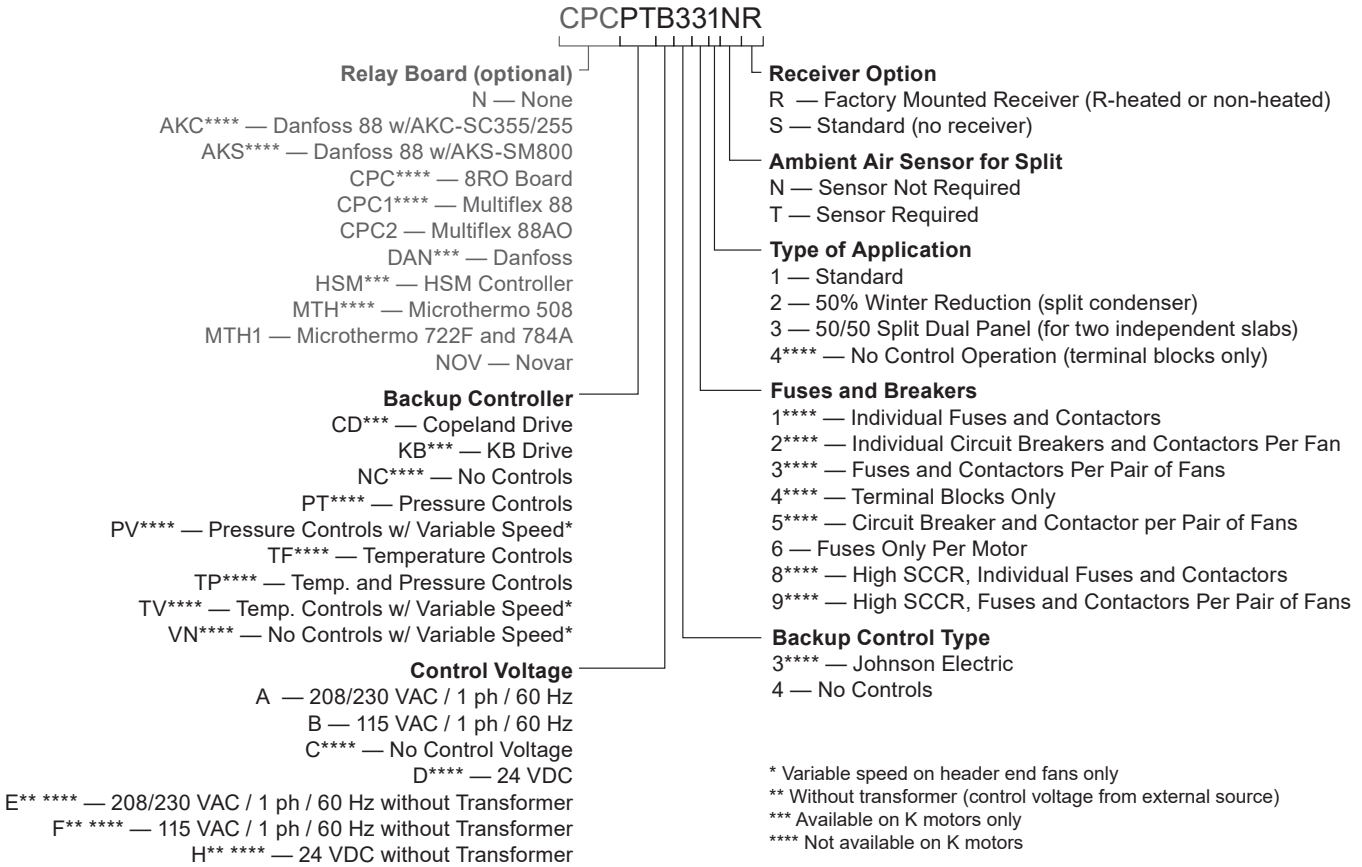 CPCPTB331NR
Relay Board (optional)
N — None
AKC**** — Danfoss 88 w/AKC-SC355/255
AKS**** — Danfoss 88 w/AKS-SM800
CPC**** — 8RO Board
CPC1**** — Multiflex 88
CPC2 — Multiflex 88AO
DAN*** — Danfoss
HSM*** — HSM Controller
MTH**** — Microthermo 508
MTH1 — Microthermo 722F and 784A
NOV — Novar
Backup Controller
CD*** — Copeland Drive
KB*** — KB Drive
NC**** — No Controls
PT**** — Pressure Controls
PV**** — Pressure Controls w/ Variable Speed*
TF**** — Temperature Controls
TP**** — Temp. and Pressure Controls
TV**** — Temp. Controls w/ Variable Speed*
VN**** — No Controls w/ Variable Speed*
Control Voltage
A — 208/230 VAC / 1 ph / 60 Hz
B — 115 VAC / 1 ph / 60 Hz
C**** — No Control Voltage
D**** — 24 VDC
E** **** — 208/230 VAC / 1 ph / 60 Hz without Transformer
F** **** — 115 VAC / 1 ph / 60 Hz without Transformer
H** **** — 24 VDC without Transformer
Receiver Option
R — Factory Mounted Receiver (R-heated or non-heated)
S — Standard (no receiver)
Ambient Air Sensor for Split
N — Sensor Not Required
T — Sensor Required
Type of Application
1 — Standard
2 — 50% Winter Reduction (split condenser)
3 — 50/50 Split Dual Panel (for two independent slabs)
4**** — No Control Operation (terminal blocks only)
Fuses and Breakers
1**** — Individual Fuses and Contactors
2**** — Individual Circuit Breakers and Contactors Per Fan
3**** — Fuses and Contactors Per Pair of Fans
4**** — Terminal Blocks Only
5**** — Circuit Breaker and Contactor per Pair of Fans
6 — Fuses Only Per Motor
8**** — High SCCR, Individual Fuses and Contactors
9**** — High SCCR, Fuses and Contactors Per Pair of Fans
Backup Control Type
3**** — Johnson Electric
4 — No Controls
* Variable speed on header end fans only
** Without transformer (control voltage from external source)
*** Available on K motors only
**** Not available on K motors